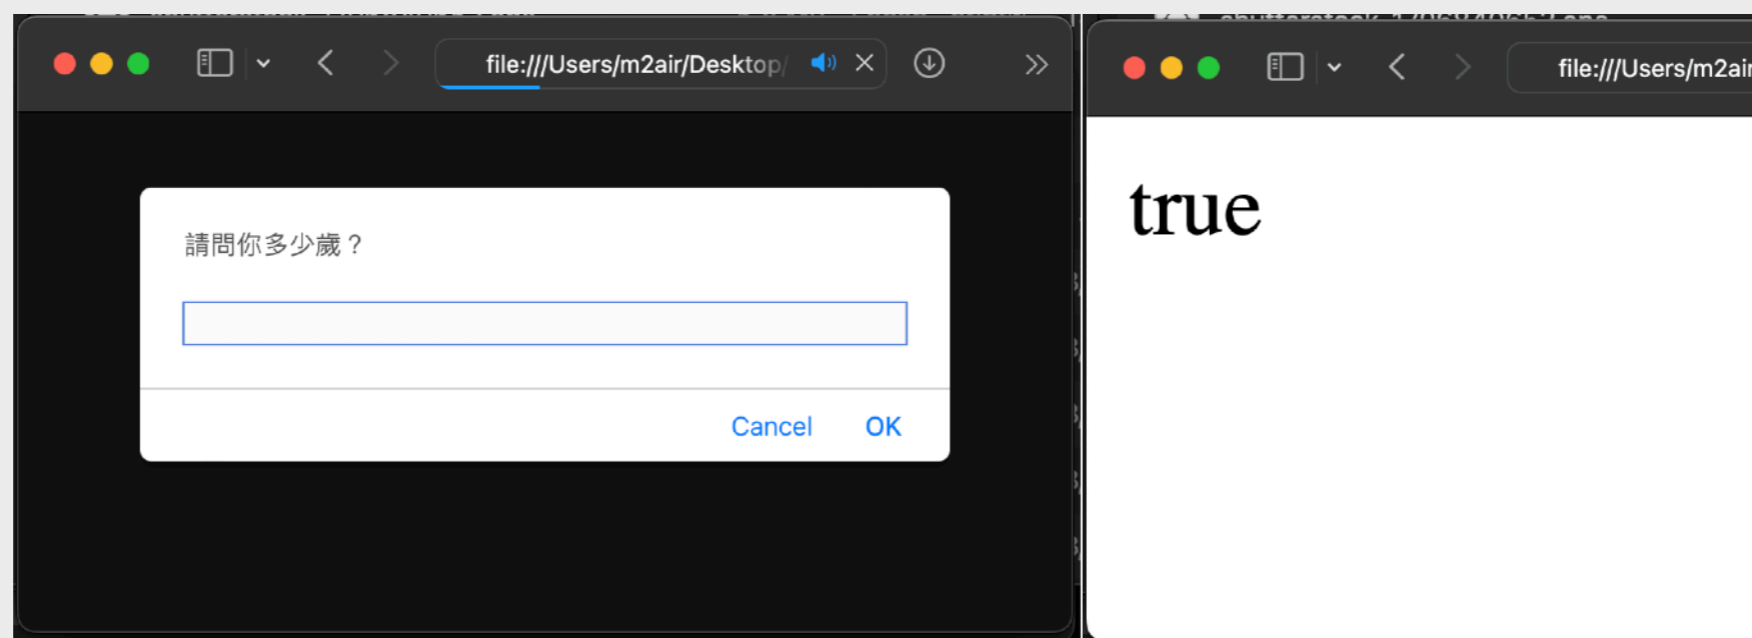 file:///Users/m2air/Desktop/
請問你多少歲？
Cancel
OK
file:///Users/m2air
true